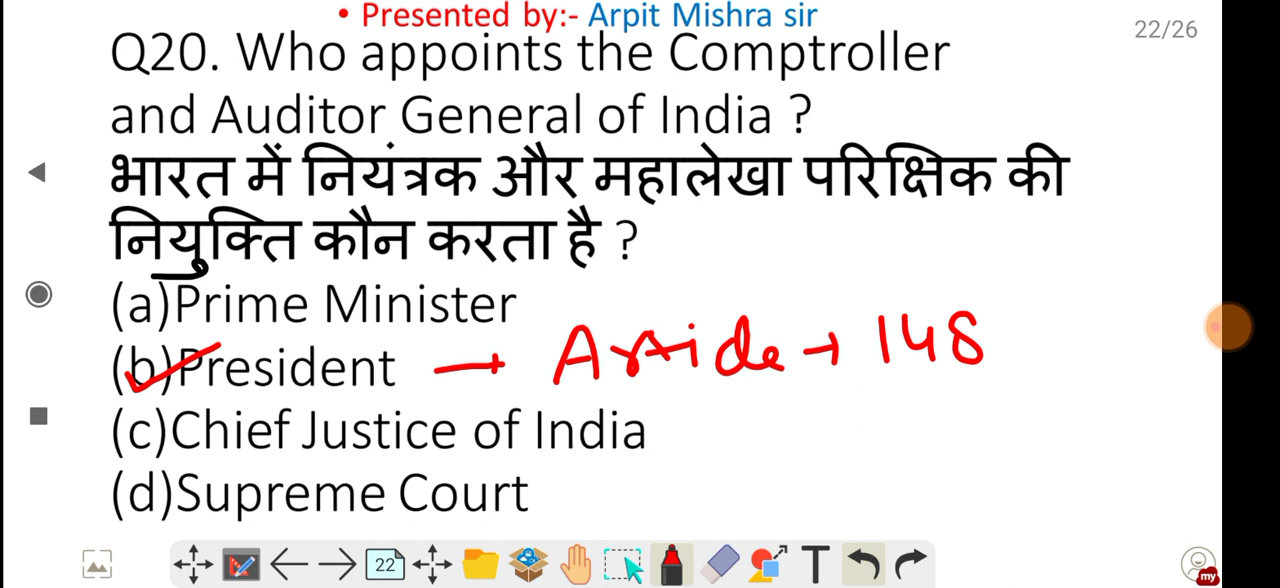 • Presented by:- Arpit Mishra sir
22/26
Q20. Who appoints the Comptroller
and Auditor General of India ?
भारत में नियंत्रक और महालेखा परिक्षिक की
नियुक्ति कौन करता है ?
(a)Prime Minister
(b)President → Article → 148
(c)Chief Justice of India
(d)Supreme Court
22
T
my